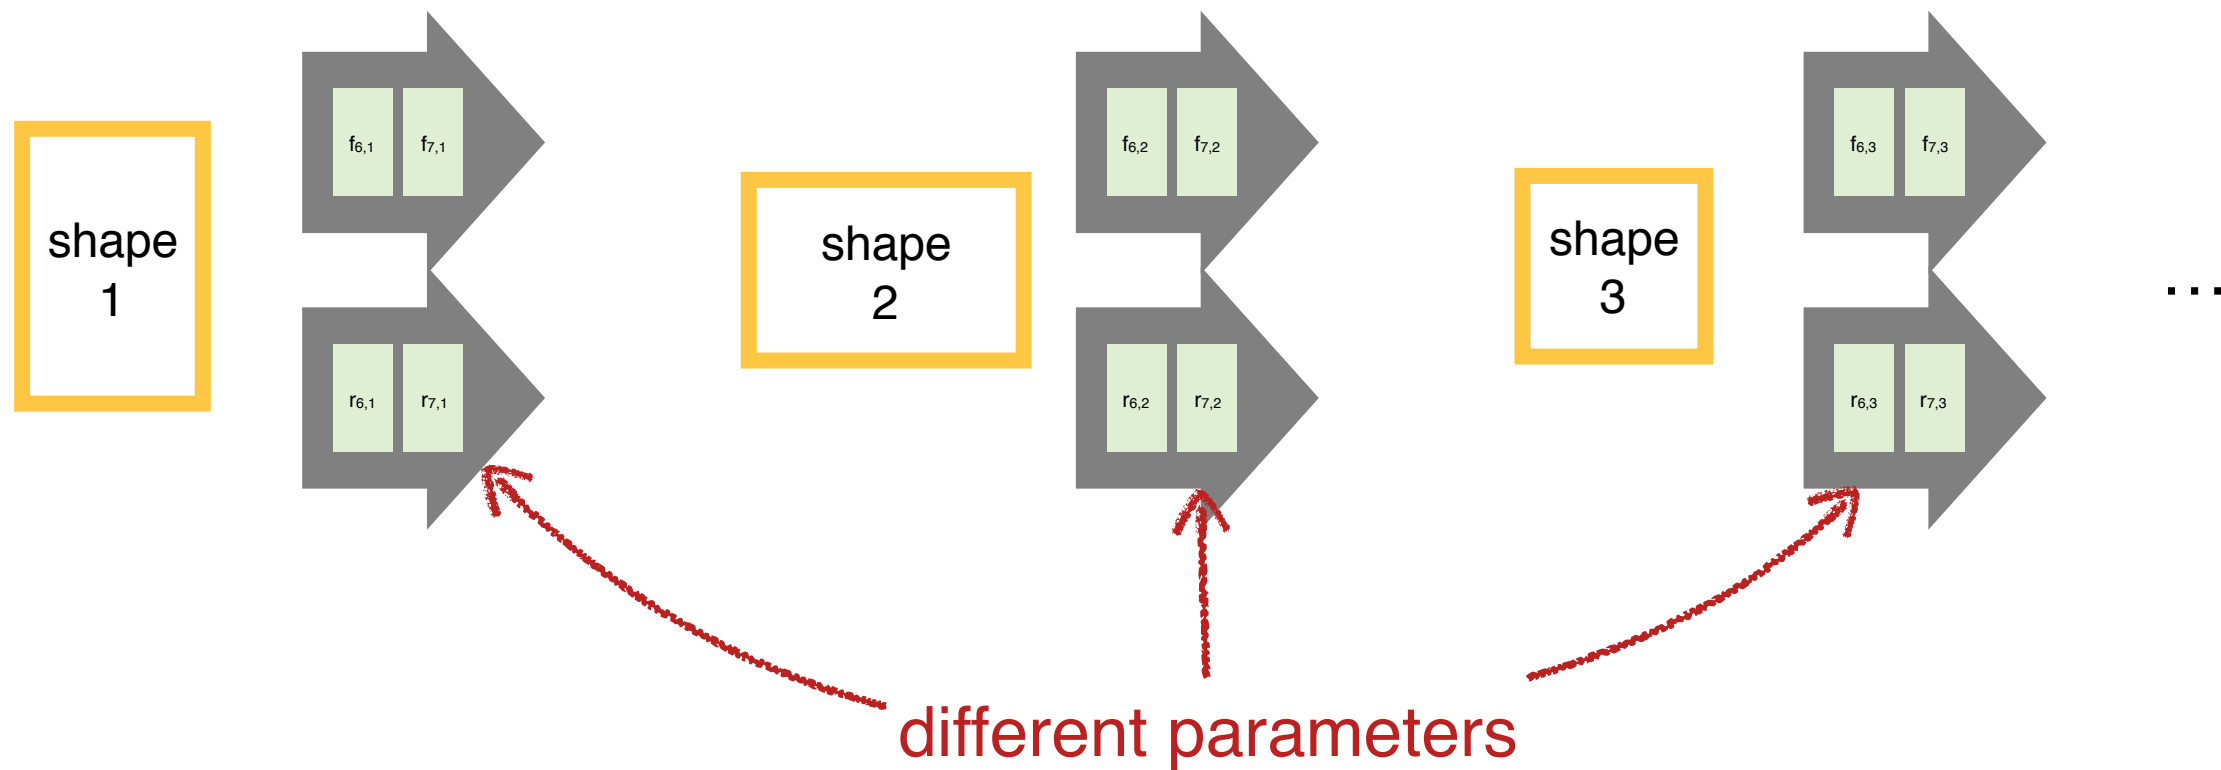 shape
1
f6,1 f7,1
r6,1 r7,1
shape
2
f6,2 f7,2
r6,2 r7,2
shape
3
f6,3 f7,3
r6,3 r7,3
...
different parameters